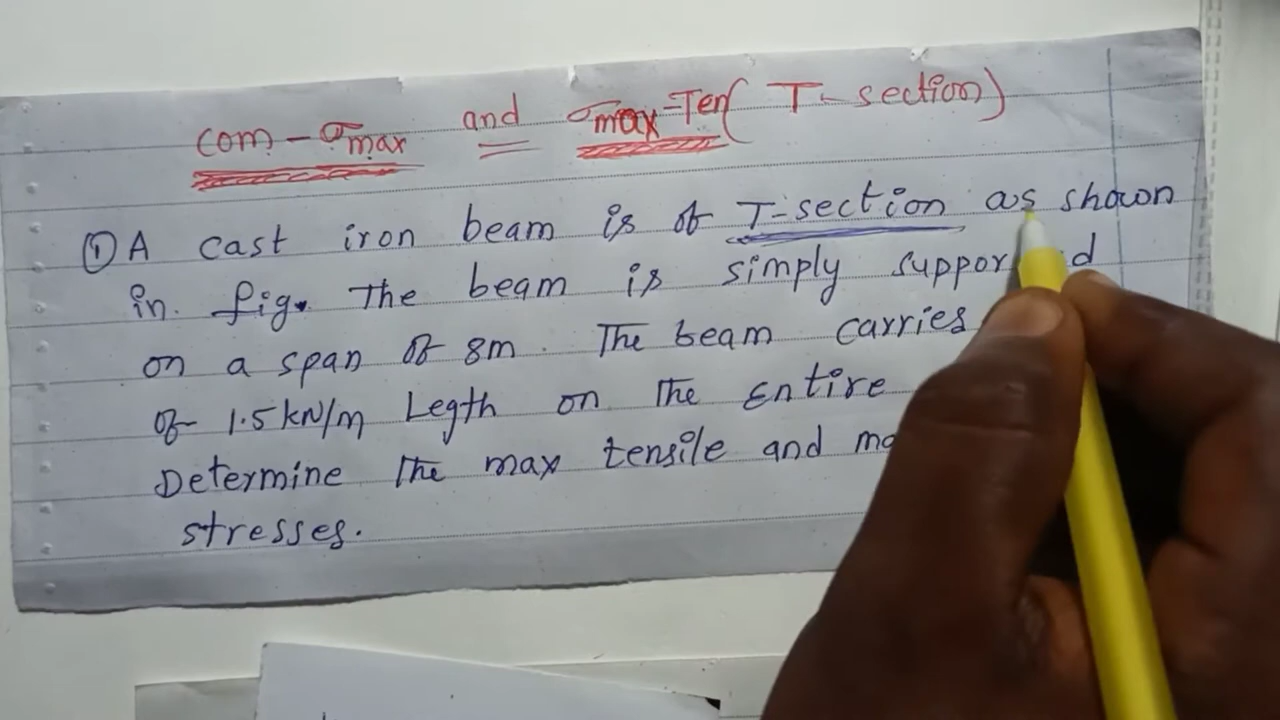 com - σmax and σmax-Ten( T- section)
① A cast iron beam is of T-section as shown
in. fig. The beam is simply suppor d
on a span of 8m. The beam carries
of 1.5kN/m Legth on The Entire
Determine The max tensile and
stresses.